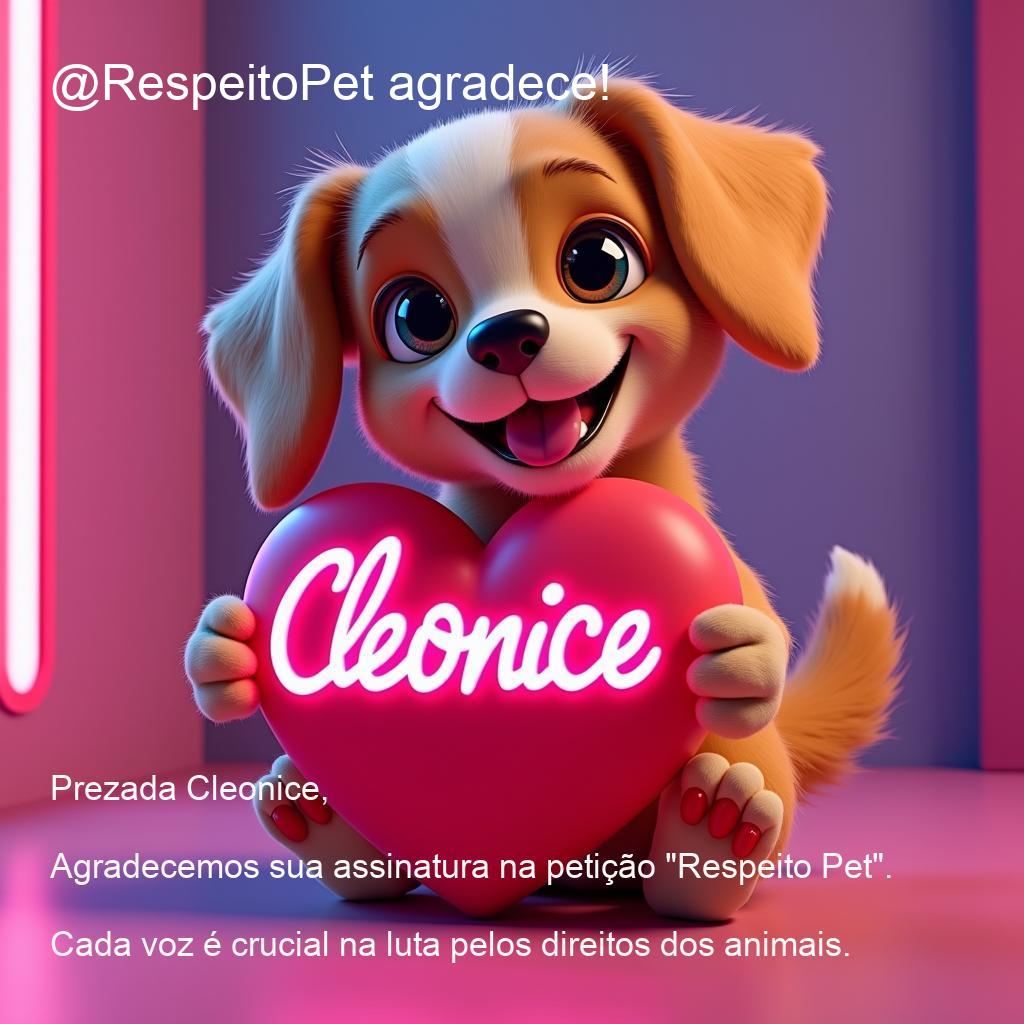 @RespeitoPet agradece!
Cleonice
Prezada Cleonice,
Agradecemos sua assinatura na petição "Respeito Pet".
Cada voz é crucial na luta pelos direitos dos animais.